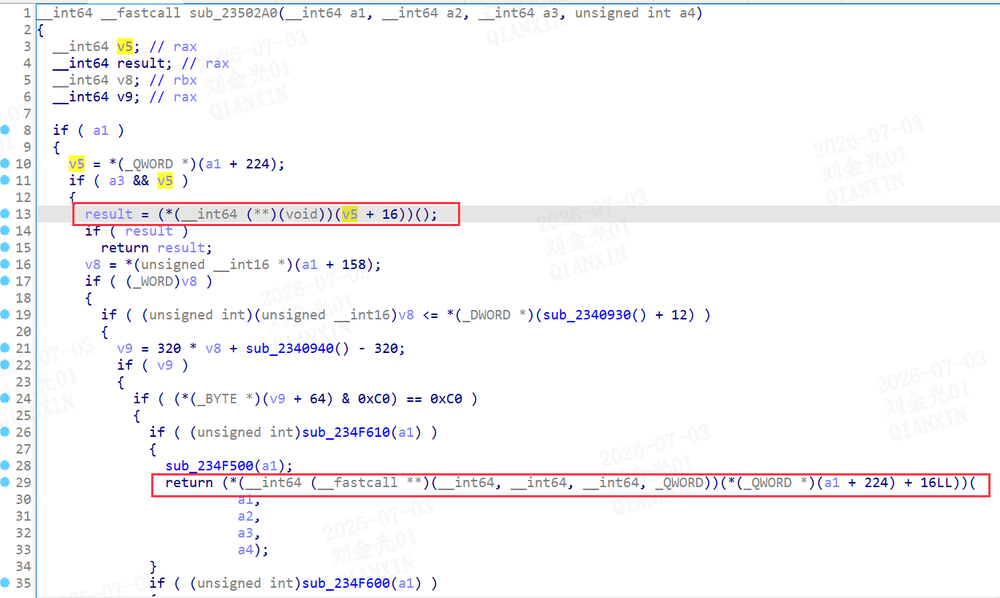 1 __int64 __fastcall sub_23502A0(__int64 a1, __int64 a2, __int64 a3, unsigned int a4)
2 {
3 __int64 v5; // rax
4 __int64 result; // rax
5 __int64 v8; // rbx
6 __int64 v9; // rax
7
8 if ( a1 )
9 {
10 v5 = *(_QWORD *)(a1 + 224);
11 if ( a3 && v5 )
12 {
13 result = (*(__int64 (**)(void))(v5 + 16))();
14 if ( result )
15 return result;
16 v8 = *(unsigned __int16 *)(a1 + 158);
17 if ( (_WORD)v8 )
18 {
19 if ( (unsigned int)(unsigned __int16)v8 <= *(_DWORD *)(sub_2340930() + 12) )
20 {
21 v9 = 320 * v8 + sub_2340940() - 320;
22 if ( v9 )
23 {
24 if ( (*(_BYTE *)(v9 + 64) & 0xC0) == 0xC0 )
25 {
26 if ( (unsigned int)sub_234F610(a1) )
27 {
28 sub_234F500(a1);
29 return (*(__int64 (__fastcall **)(__int64, __int64, __int64, _QWORD))(*(_QWORD *)(a1 + 224) + 16LL))(
30 a1,
31 a2,
32 a3,
33 a4);
34 }
35 if ( (unsigned int)sub_234F600(a1) )
2026-07-03
刘金光01
QIANXIN